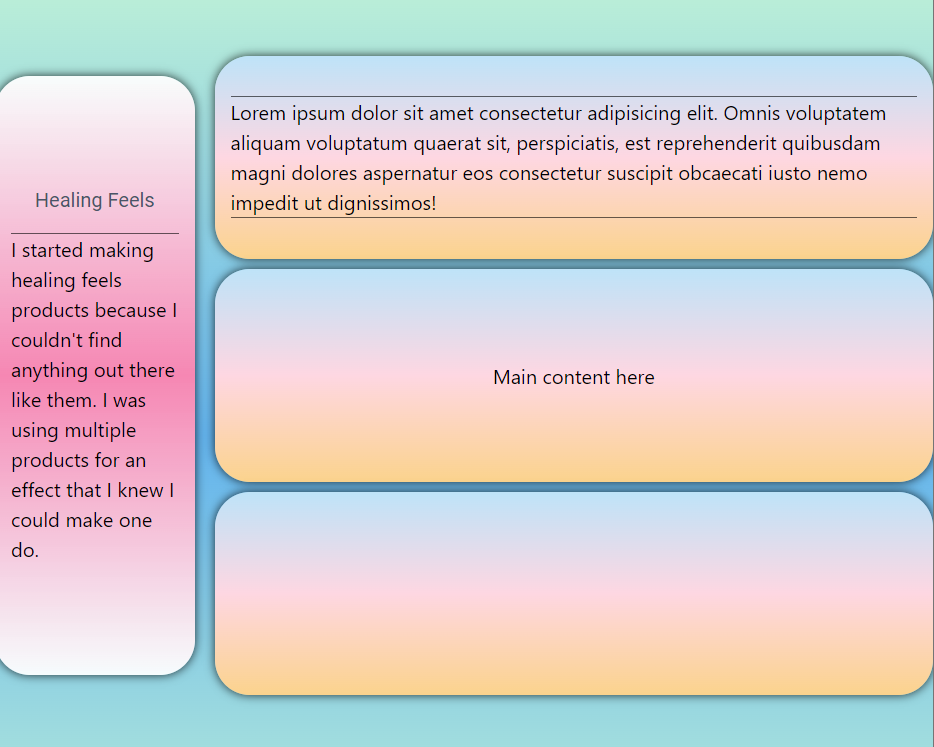 Healing Feels
I started making
healing feels
products because I
couldn't find
anything out there
like them. I was
using multiple
products for an
effect that I knew I
could make one
do.
Lorem ipsum dolor sit amet consectetur adipisicing elit. Omnis voluptatem
aliquam voluptatum quaerat sit, perspiciatis, est reprehenderit quibusdam
magni dolores aspernatur eos consectetur suscipit obcaecati iusto nemo
impedit ut dignissimos!
Main content here